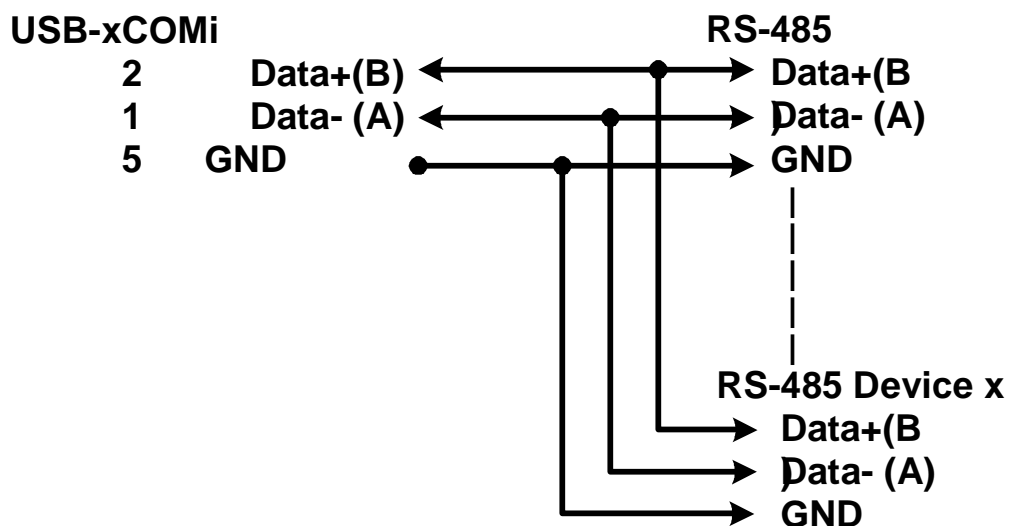 USB-xCOMi RS-485
2 Data+(B) Data+(B
1 Data- (A) )Data- (A)
5 GND GND
RS-485 Device x
Data+(B
)Data- (A)
GND